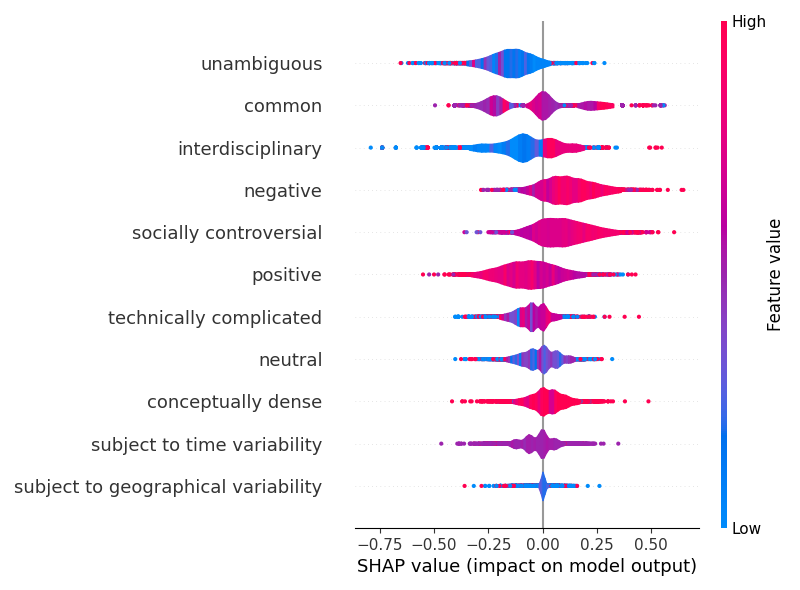 High
unambiguous
common
interdisciplinary
negative
socially controversial
positive
technically complicated
neutral
conceptually dense
subject to time variability
subject to geographical variability
Feature value
Low
−0.75 −0.50 −0.25 0.00 0.25 0.50
SHAP value (impact on model output)